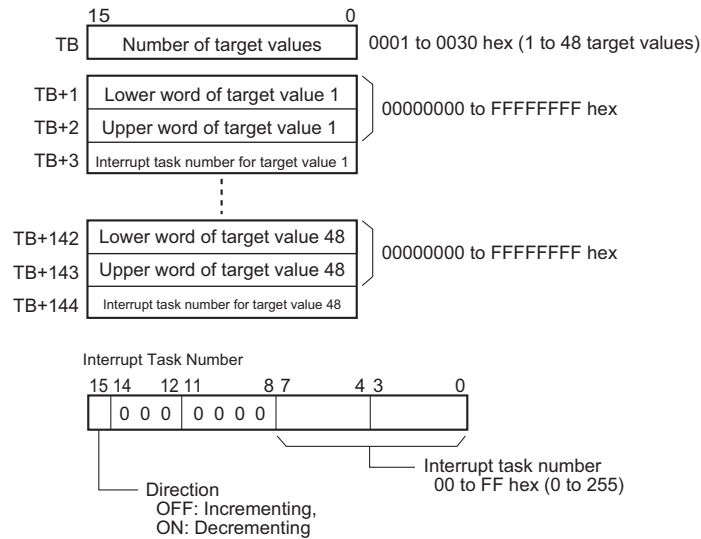 15 0
TB Number of target values 0001 to 0030 hex (1 to 48 target values)
TB+1 Lower word of target value 1
00000000 to FFFFFFFF hex
TB+2 Upper word of target value 1
TB+3 Interrupt task number for target value 1
TB+142 Lower word of target value 48
00000000 to FFFFFFFF hex
TB+143 Upper word of target value 48
TB+144 Interrupt task number for target value 48
Interrupt Task Number
15 14 12 11 8 7 4 3 0
0 0 0 0 0 0 0
Interrupt task number
00 to FF hex (0 to 255)
Direction
OFF: Incrementing,
ON: Decrementing